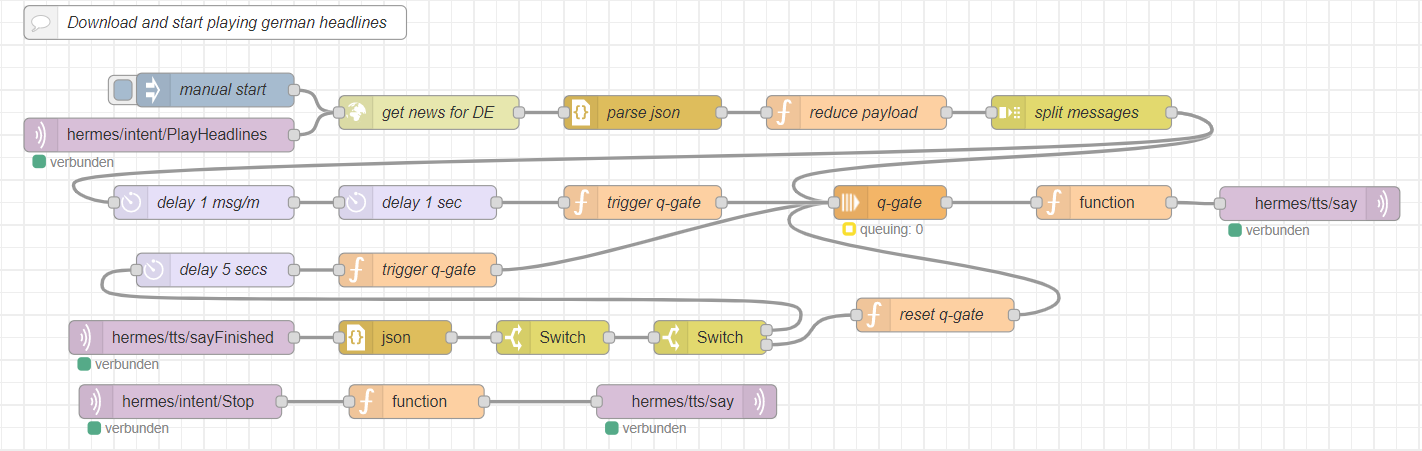 Download and start playing german headlines
manual start
get news for DE
parse json
reduce payload
split messages
hermes/intent/PlayHeadlines
verbunden
delay 1 msg/m
delay 1 sec
trigger q-gate
q-gate
function
hermes/tts/say
queuing: 0
verbunden
delay 5 secs
trigger q-gate
reset q-gate
hermes/tts/sayFinished
json
Switch
Switch
verbunden
hermes/intent/Stop
function
hermes/tts/say
verbunden
verbunden